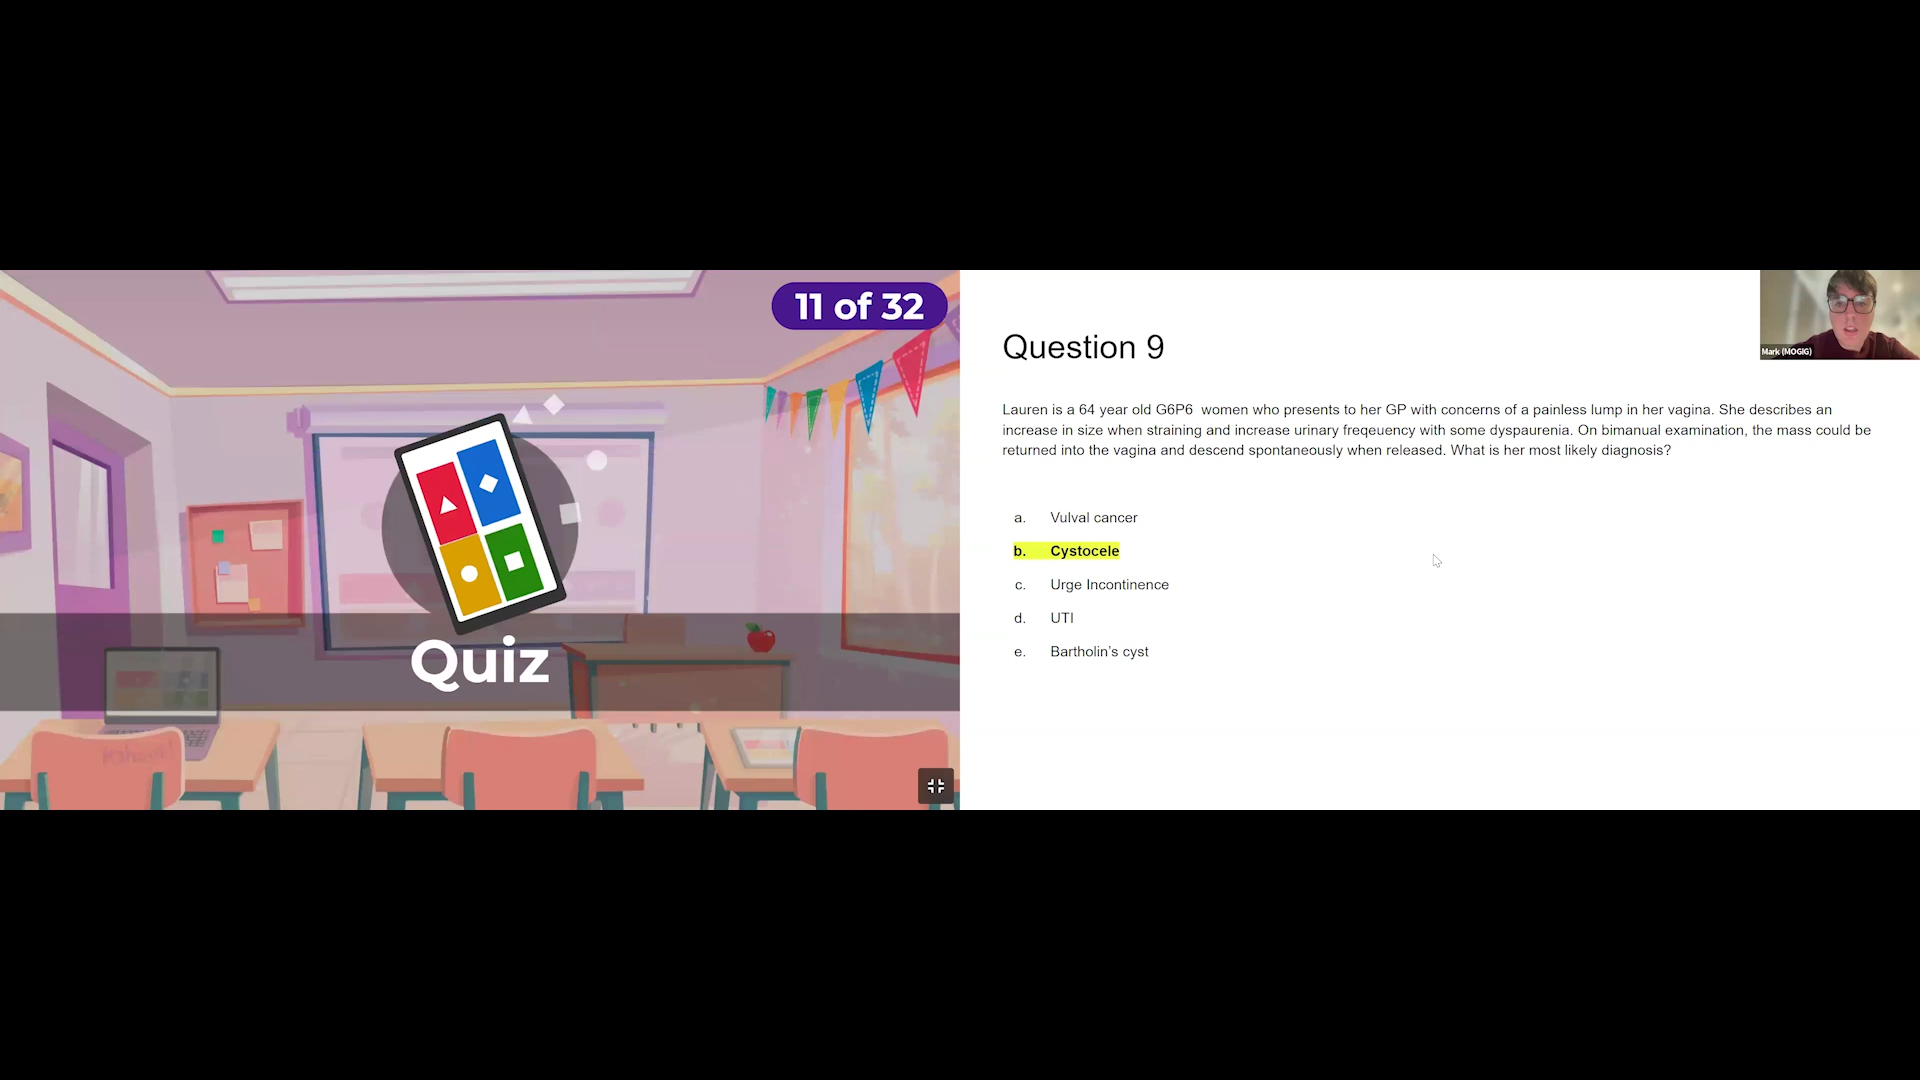 11 of 32
Quiz
Mark (MOGIG)
Question 9
Lauren is a 64 year old G6P6 women who presents to her GP with concerns of a painless lump in her vagina. She describes an
increase in size when straining and increase urinary freqeuency with some dyspaurenia. On bimanual examination, the mass could be
returned into the vagina and descend spontaneously when released. What is her most likely diagnosis?
a. Vulval cancer
b. Cystocele
c. Urge Incontinence
d. UTI
e. Bartholin's cyst